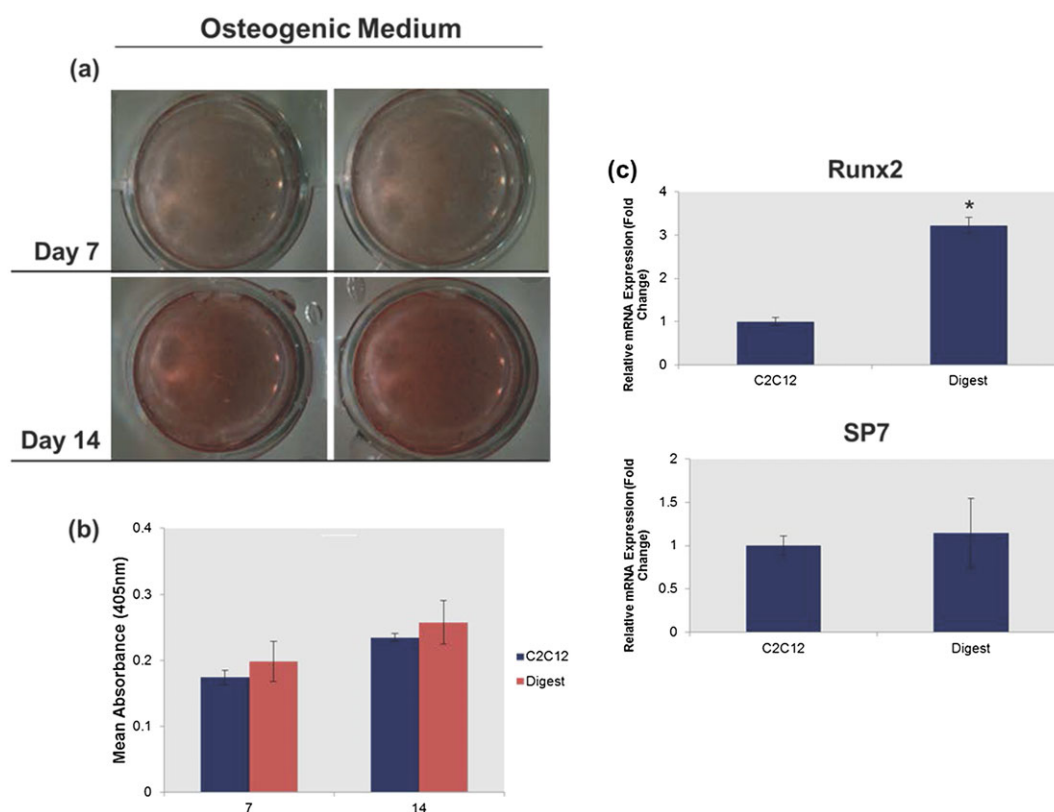 Osteogenic Medium
(a)
Day 7
Day 14
(b)
Mean Absorbance (405nm)
0.4
0.3
0.2
0.1
0
7
14
C2C12
Digest
(c)
Runx2
Relative mRNA Expression (Fold
Change)
4
3
2
1
0
*
C2C12
Digest
SP7
Relative mRNA Expression (Fold
Change)
2
1.5
1
0.5
0
C2C12
Digest